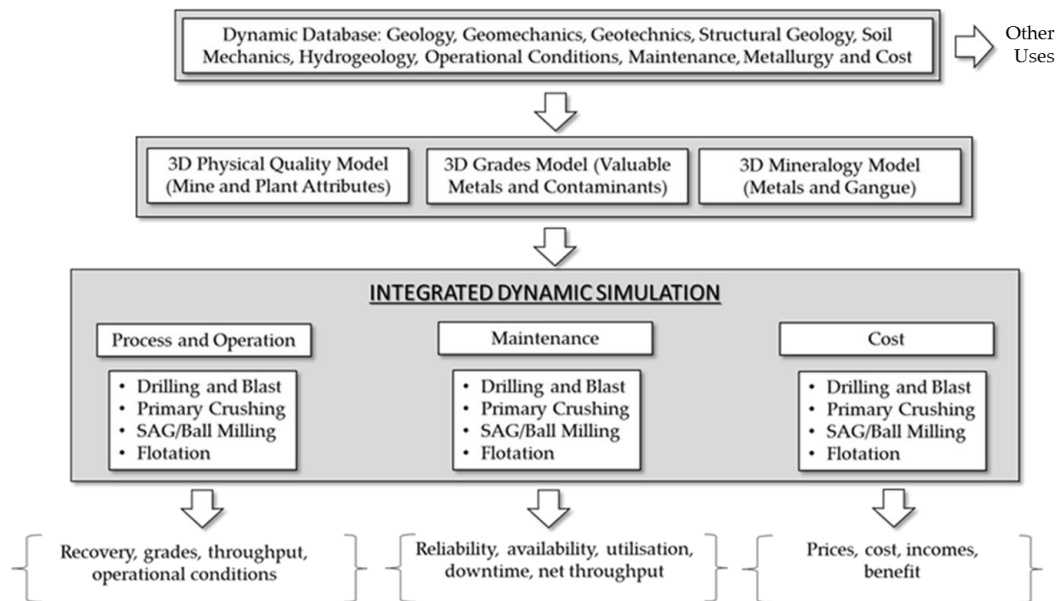 Dynamic Database: Geology, Geomechanics, Geotechnics, Structural Geology, Soil
Mechanics, Hydrogeology, Operational Conditions, Maintenance, Metallurgy and Cost
Other
Uses
3D Physical Quality Model
(Mine and Plant Attributes)
3D Grades Model (Valuable
Metals and Contaminants)
3D Mineralogy Model
(Metals and Gangue)
INTEGRATED DYNAMIC SIMULATION
Process and Operation
• Drilling and Blast
• Primary Crushing
• SAG/Ball Milling
• Flotation
Maintenance
• Drilling and Blast
• Primary Crushing
• SAG/Ball Milling
• Flotation
Cost
• Drilling and Blast
• Primary Crushing
• SAG/Ball Milling
• Flotation
Recovery, grades, throughput,
operational conditions
Reliability, availability, utilisation,
downtime, net throughput
Prices, cost, incomes,
benefit